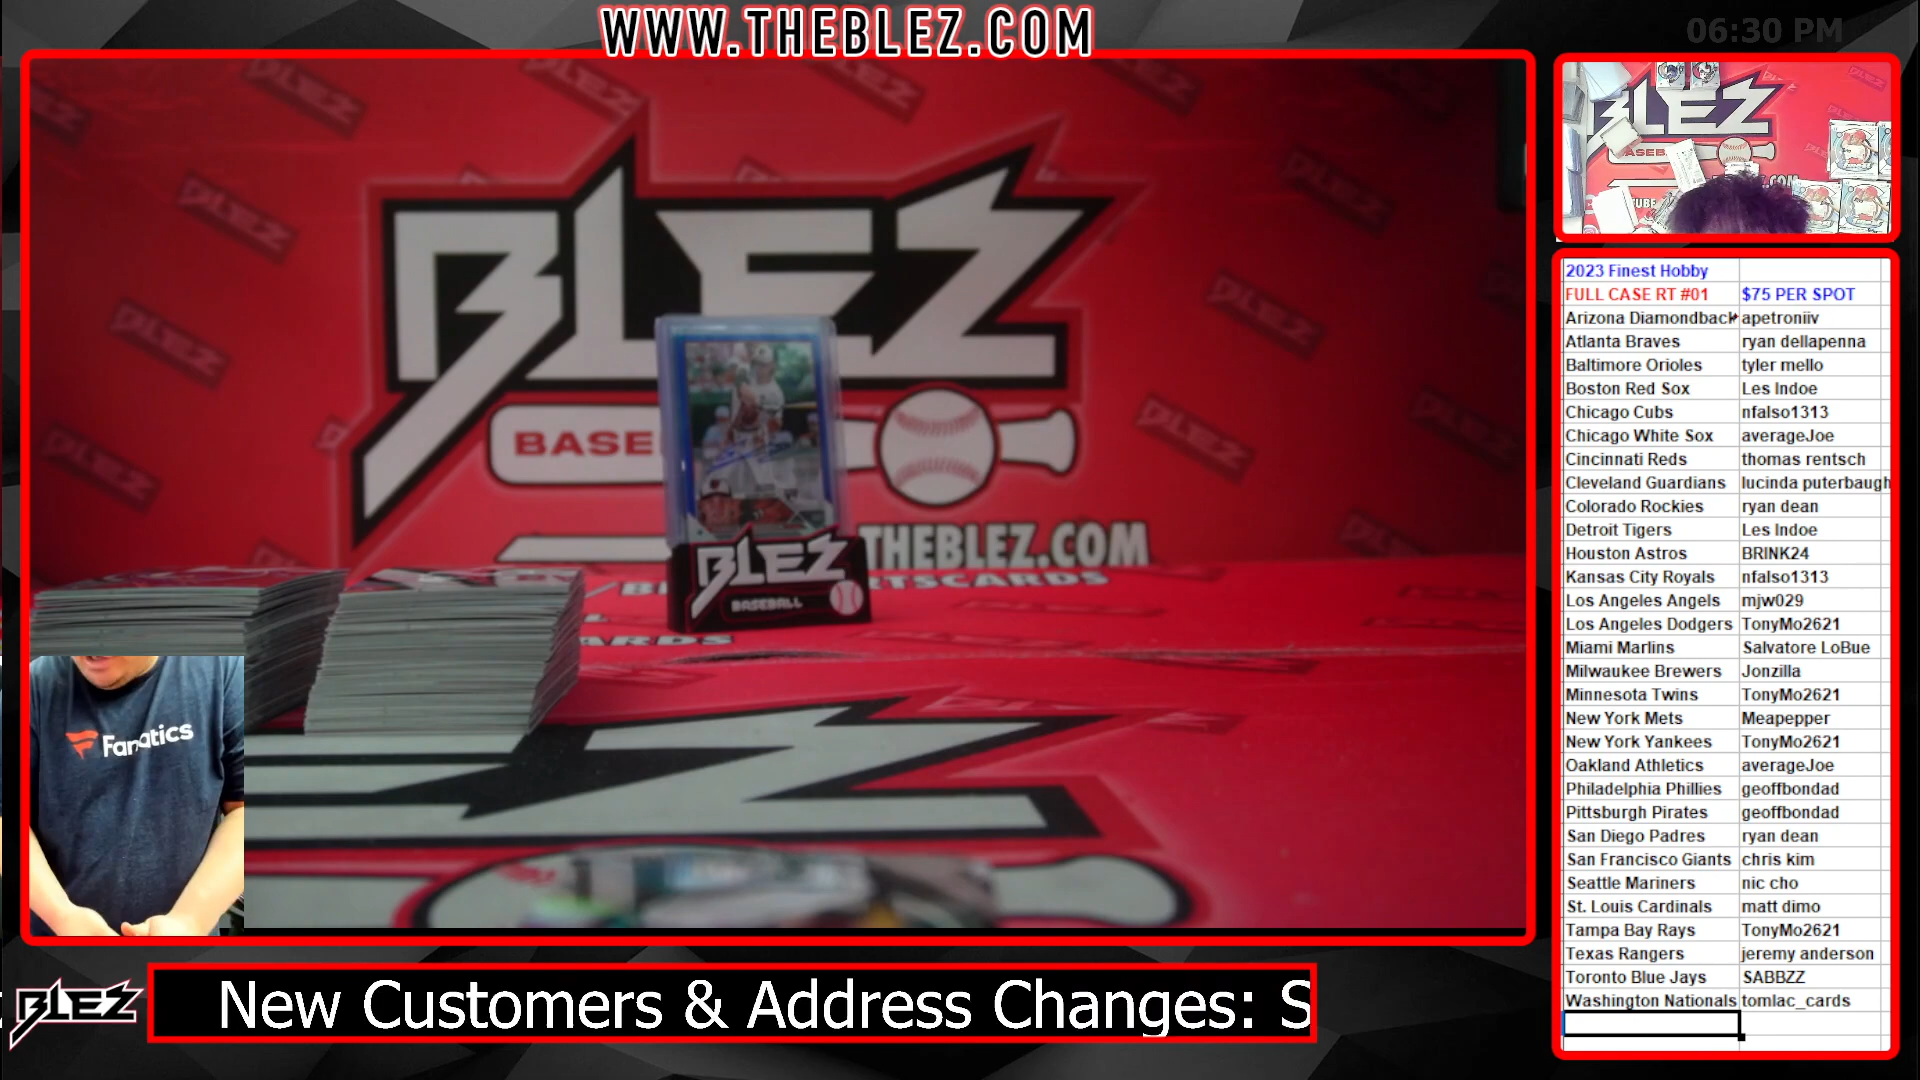 WWW.THEBLEZ.COM
06:30 PM
BLEZ
BASE
THEBLEZ.COM
RTSCARDS
BLEZ
BASEBALL
ARDS
Fanatics
BLEZ
2023 Finest Hobby
FULL CASE RT #01 $75 PER SPOT
Arizona Diamondback apetroniiv
Atlanta Braves ryan dellapenna
Baltimore Orioles tyler mello
Boston Red Sox Les Indoe
Chicago Cubs nfalso1313
Chicago White Sox averageJoe
Cincinnati Reds thomas rentsch
Cleveland Guardians lucinda puterbaugh
Colorado Rockies ryan dean
Detroit Tigers Les Indoe
Houston Astros BRINK24
Kansas City Royals nfalso1313
Los Angeles Angels mjw029
Los Angeles Dodgers TonyMo2621
Miami Marlins Salvatore LoBue
Milwaukee Brewers Jonzilla
Minnesota Twins TonyMo2621
New York Mets Meapepper
New York Yankees TonyMo2621
Oakland Athletics averageJoe
Philadelphia Phillies geoffbondad
Pittsburgh Pirates geoffbondad
San Diego Padres ryan dean
San Francisco Giants chris kim
Seattle Mariners nic cho
St. Louis Cardinals matt dimo
Tampa Bay Rays TonyMo2621
Texas Rangers jeremy anderson
Toronto Blue Jays SABBZZ
Washington Nationals tomlac_cards
BLEZ
New Customers & Address Changes: S